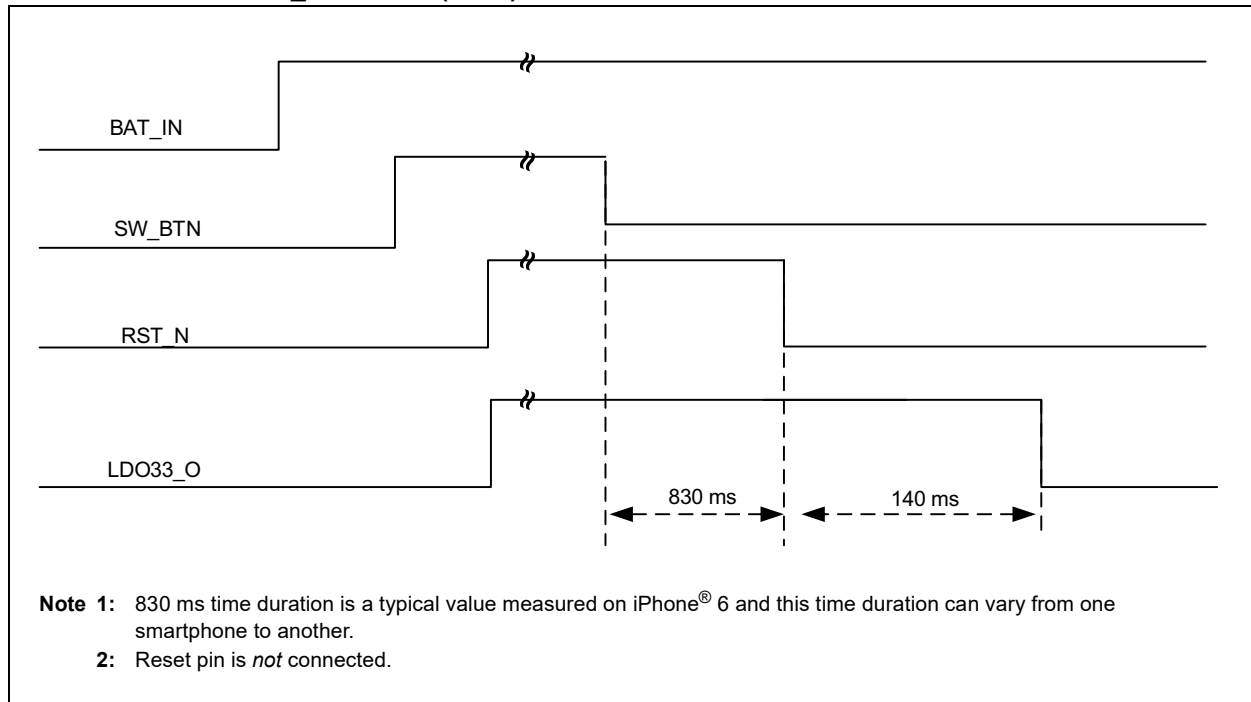 BAT_IN
SW_BTN
RST_N
LDO33_O
830 ms
140 ms
Note 1: 830 ms time duration is a typical value measured on iPhone® 6 and this time duration can vary from one
smartphone to another.
2: Reset pin is not connected.